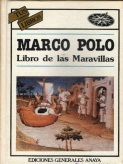 MARCO POLO
Libro de las Maravillas
EDICIONES GENERALES ANAYA